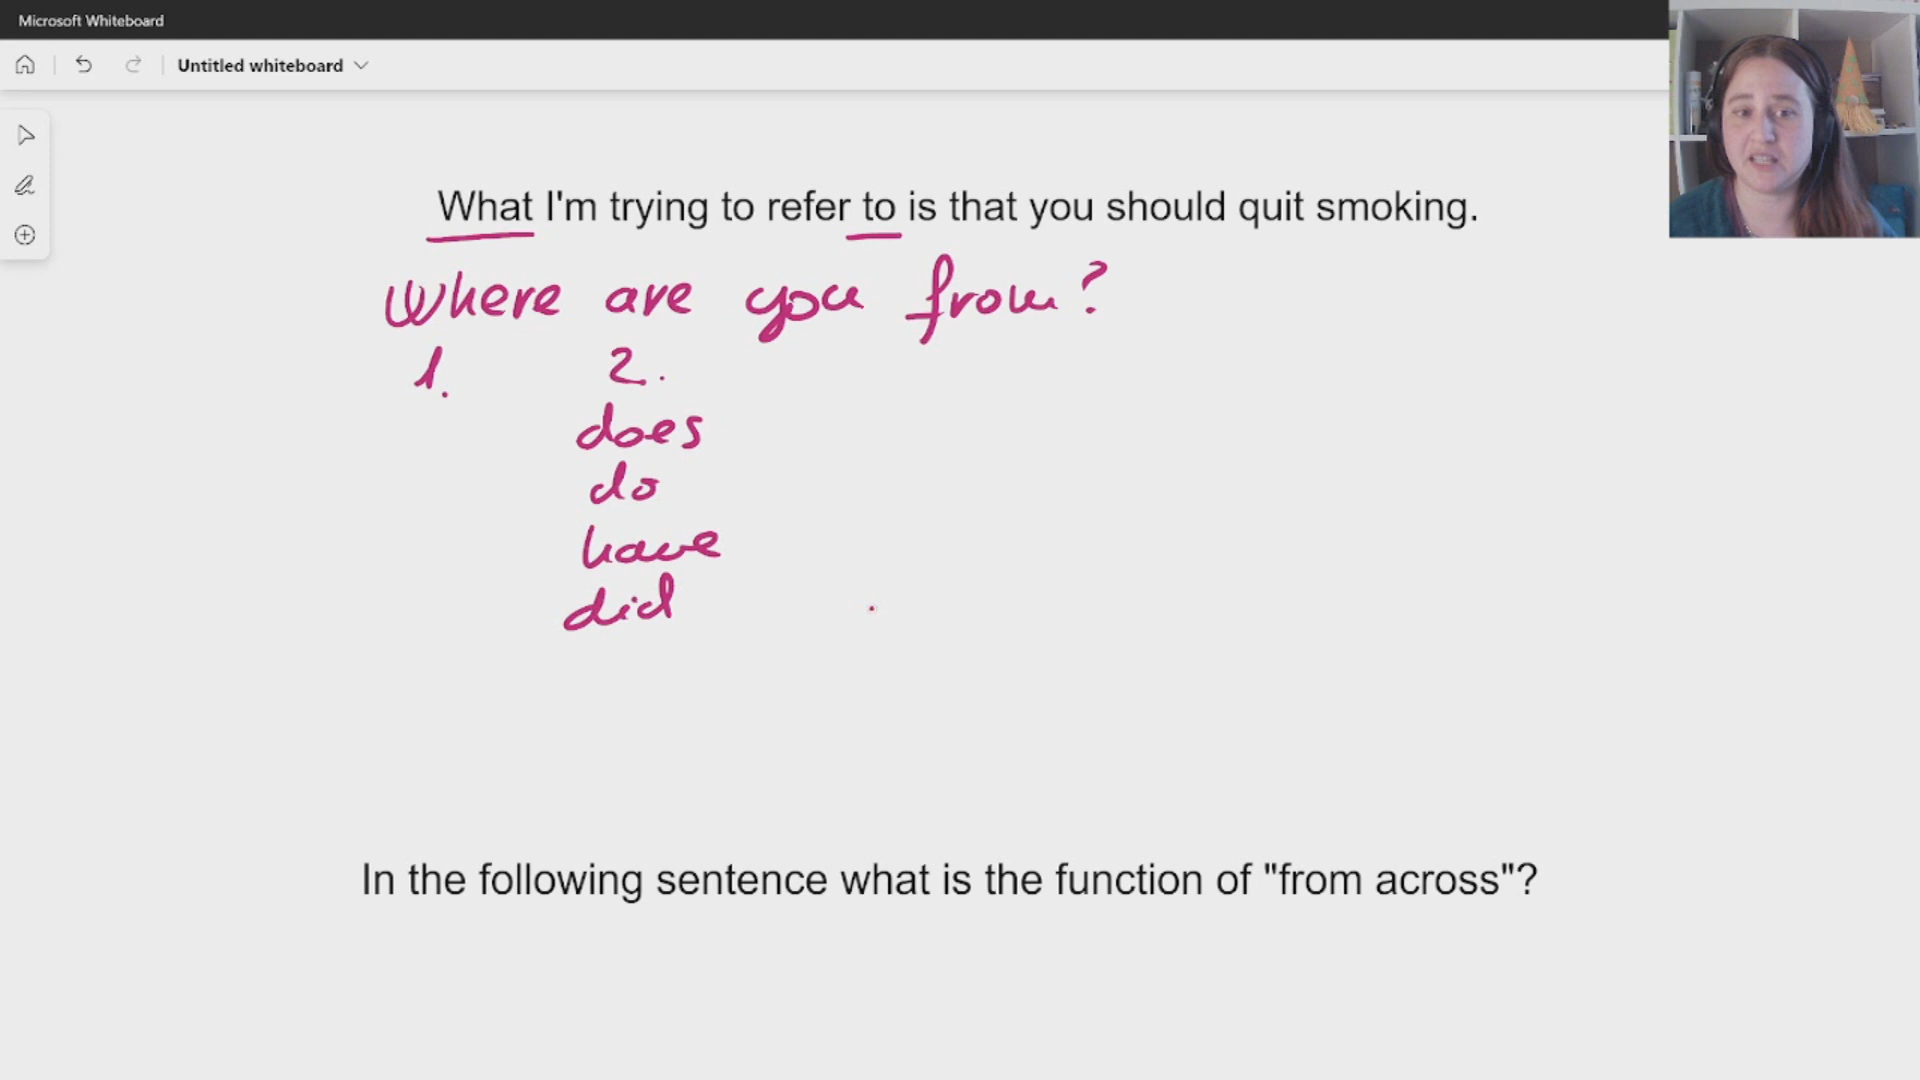 Microsoft Whiteboard
Untitled whiteboard
What I'm trying to refer to is that you should quit smoking.
Where are you from?
1. 2.
does
do
have
did
In the following sentence what is the function of "from across"?